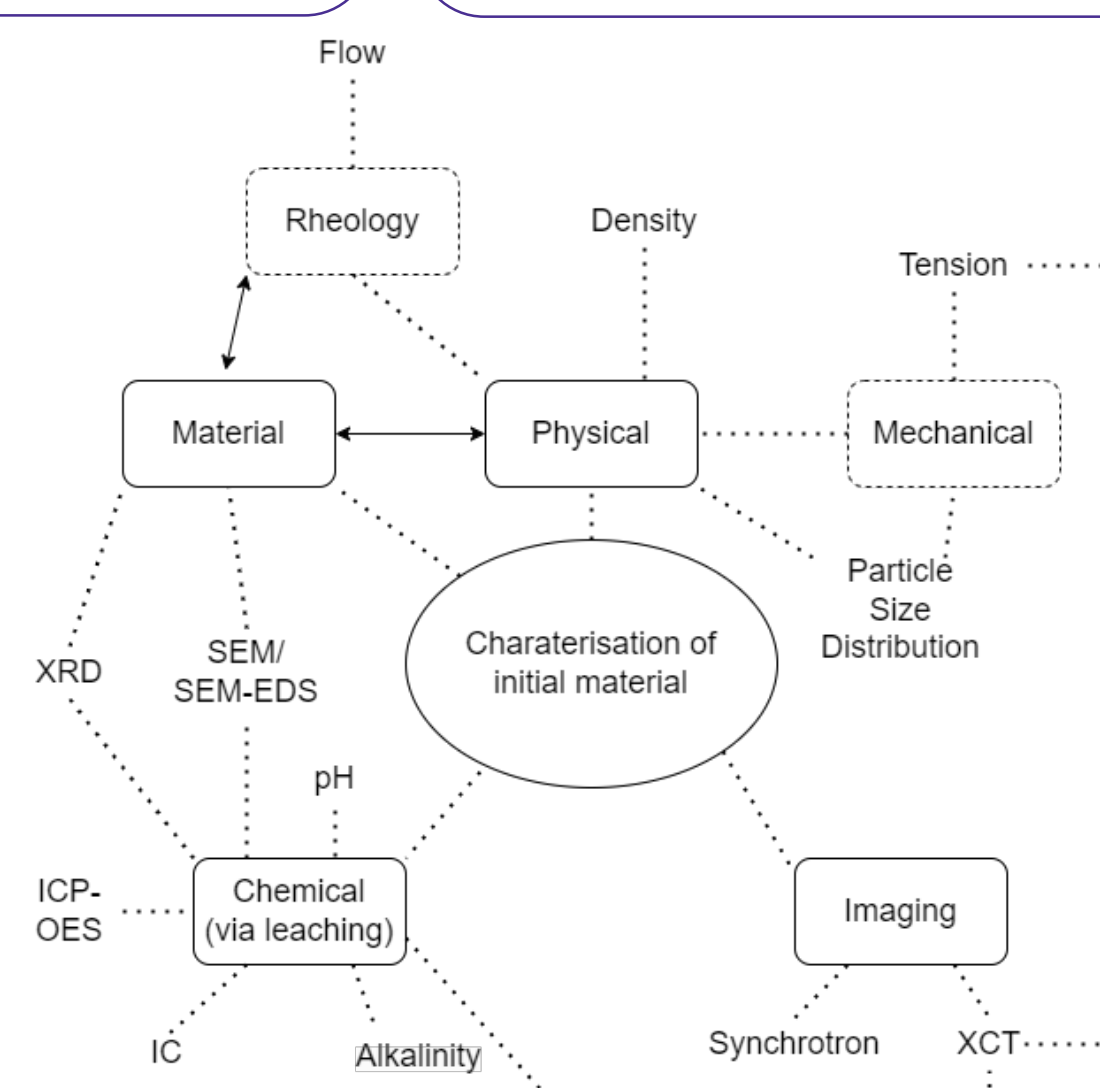 Flow
Rheology
Density
Tension
Material
Physical
Mechanical
Particle
Size
Distribution
Charaterisation of
initial material
XRD
SEM/
SEM-EDS
pH
ICP-
OES
Chemical
(via leaching)
Imaging
IC
Alkalinity
Synchrotron
XCT